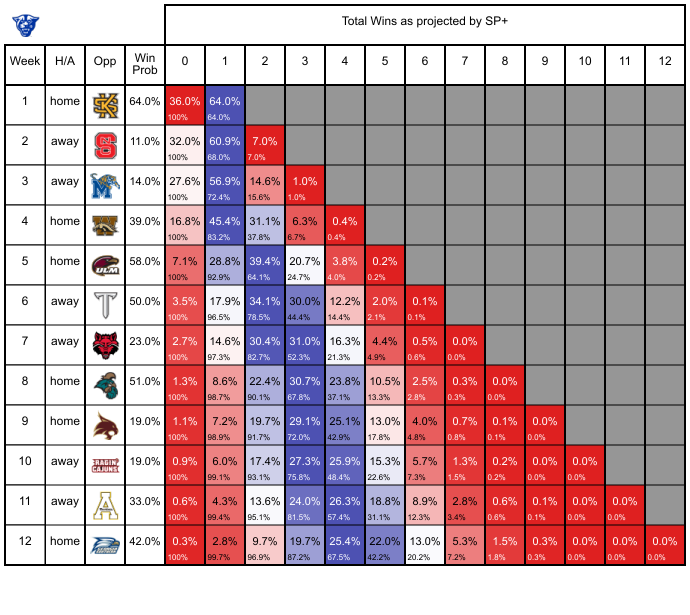 Total Wins as projected by SP+
Week H/A Opp Win Prob 0 1 2 3 4 5 6 7 8 9 10 11 12
1 home KS 64.0% 36.0% 64.0%
100% 64.0%
2 away NCS 11.0% 32.0% 60.9% 7.0%
100% 68.0% 7.0%
3 away M 14.0% 27.6% 56.9% 14.6% 1.0%
100% 72.4% 15.6% 1.0%
4 home W 39.0% 16.8% 45.4% 31.1% 6.3% 0.4%
100% 83.2% 37.8% 6.7% 0.4%
5 home ULM 58.0% 7.1% 28.8% 39.4% 20.7% 3.8% 0.2%
100% 92.9% 64.1% 24.7% 4.0% 0.2%
6 away T 50.0% 3.5% 17.9% 34.1% 30.0% 12.2% 2.0% 0.1%
100% 96.5% 78.5% 44.4% 14.4% 2.1% 0.1%
7 away 23.0% 2.7% 14.6% 30.4% 31.0% 16.3% 4.4% 0.5% 0.0%
100% 97.3% 82.7% 52.3% 21.3% 4.9% 0.6% 0.0%
8 home 51.0% 1.3% 8.6% 22.4% 30.7% 23.8% 10.5% 2.5% 0.3% 0.0%
100% 98.7% 90.1% 67.8% 37.1% 13.3% 2.8% 0.3% 0.0%
9 home 19.0% 1.1% 7.2% 19.7% 29.1% 25.1% 13.0% 4.0% 0.7% 0.1% 0.0%
100% 98.9% 91.7% 72.0% 42.9% 17.8% 4.8% 0.8% 0.1% 0.0%
10 away RAGIN' CAJUNS 19.0% 0.9% 6.0% 17.4% 27.3% 25.9% 15.3% 5.7% 1.3% 0.2% 0.0% 0.0%
100% 99.1% 93.1% 75.8% 48.4% 22.6% 7.3% 1.5% 0.2% 0.0% 0.0%
11 away A 33.0% 0.6% 4.3% 13.6% 24.0% 26.3% 18.8% 8.9% 2.8% 0.6% 0.1% 0.0% 0.0%
100% 99.4% 95.1% 81.5% 57.4% 31.1% 12.3% 3.4% 0.6% 0.1% 0.0% 0.0%
12 home 42.0% 0.3% 2.8% 9.7% 19.7% 25.4% 22.0% 13.0% 5.3% 1.5% 0.3% 0.0% 0.0% 0.0%
100% 99.7% 96.9% 87.2% 67.5% 42.2% 20.2% 7.2% 1.8% 0.3% 0.0% 0.0% 0.0%